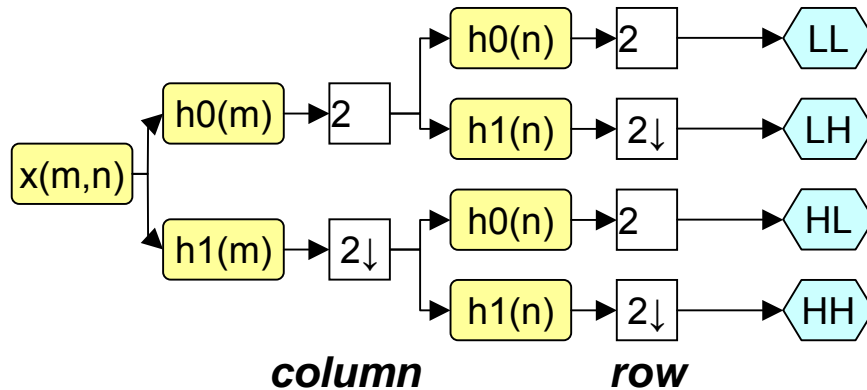 h0(n) 2 LL
h0(m) 2
h1(n) 2↓ LH
x(m,n)
h0(n) 2 HL
h1(m) 2↓
h1(n) 2↓ HH
column row